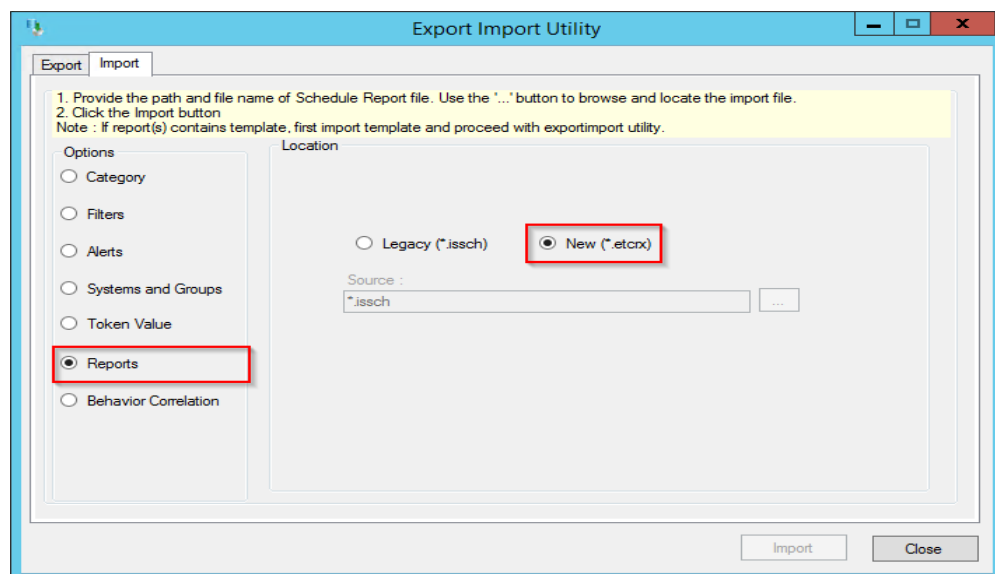 Export Import Utility
Export Import
1. Provide the path and file name of Schedule Report file. Use the '...' button to browse and locate the import file.
2. Click the Import button
Note : If report(s) contains template, first import template and proceed with exportimport utility.
Options
Location
Category
Filters
Alerts
Legacy (*.issch) New (*.etcrx)
Systems and Groups
Source :
*.issch ...
Token Value
Reports
Behavior Correlation
Import Close